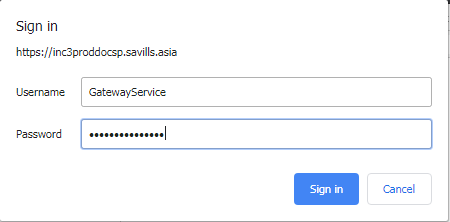 Sign in
https://inc3proddocsp.savills.asia
Username GatewayService
Password •••••••••••••••
Sign in Cancel